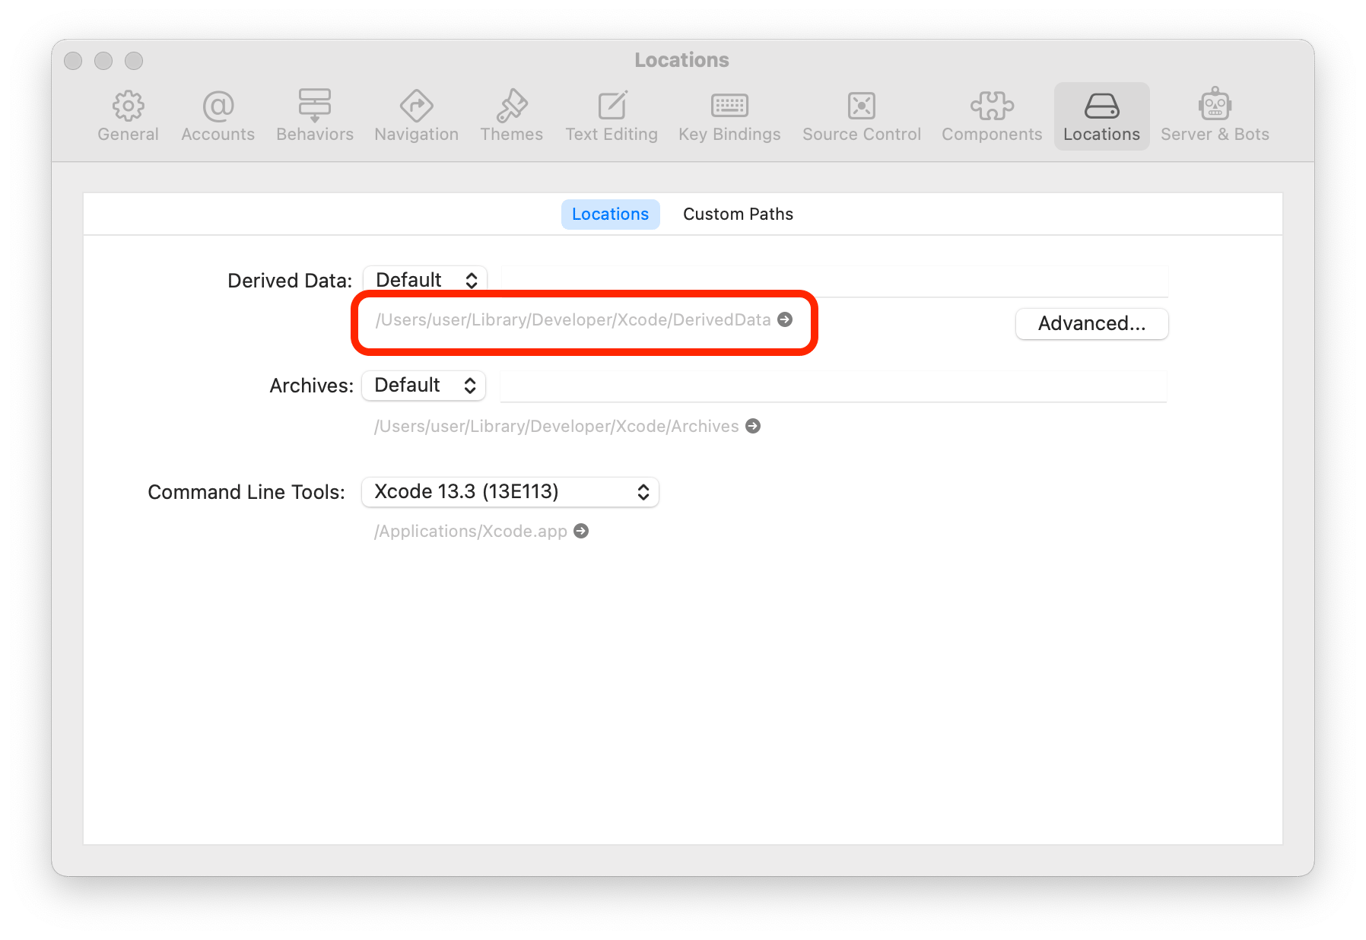 Locations
General Accounts Behaviors Navigation Themes Text Editing Key Bindings Source Control Components Locations Server & Bots
Locations Custom Paths
Derived Data: Default
/Users/user/Library/Developer/Xcode/DerivedData
Advanced...
Archives: Default
/Users/user/Library/Developer/Xcode/Archives
Command Line Tools: Xcode 13.3 (13E113)
/Applications/Xcode.app